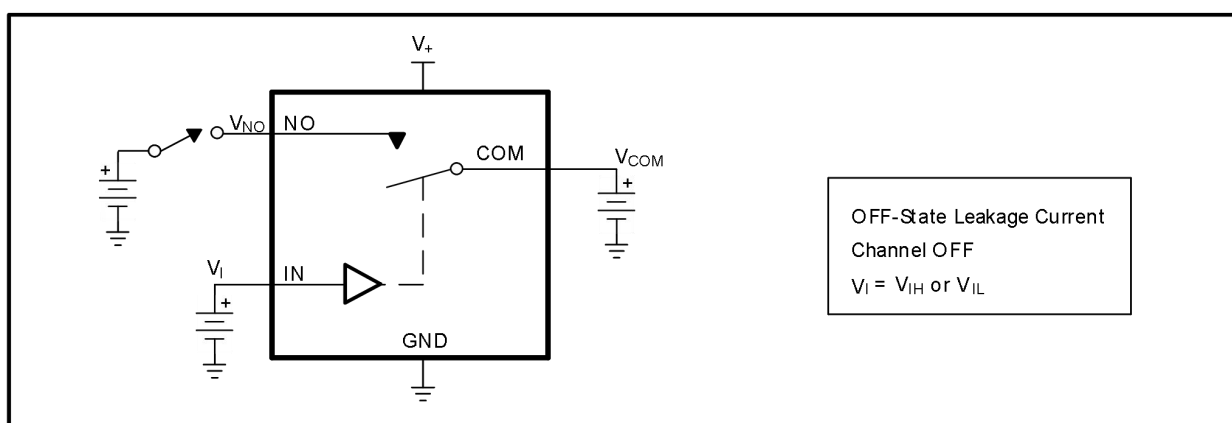 V+
+
VNO
NO
COM
VCOM
+
VI
IN
+
GND
OFF-State Leakage Current
Channel OFF
VI = VIH or VIL